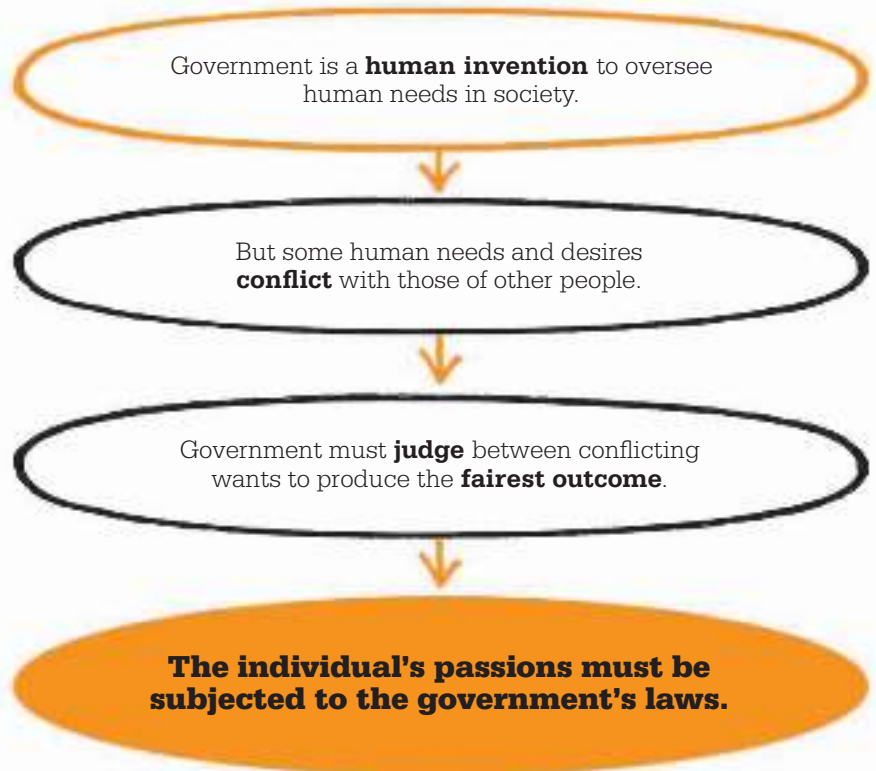 Government is a human invention to oversee
human needs in society.
But some human needs and desires
conflict with those of other people.
Government must judge between conflicting
wants to produce the fairest outcome.
The individual's passions must be
subjected to the government’s laws.